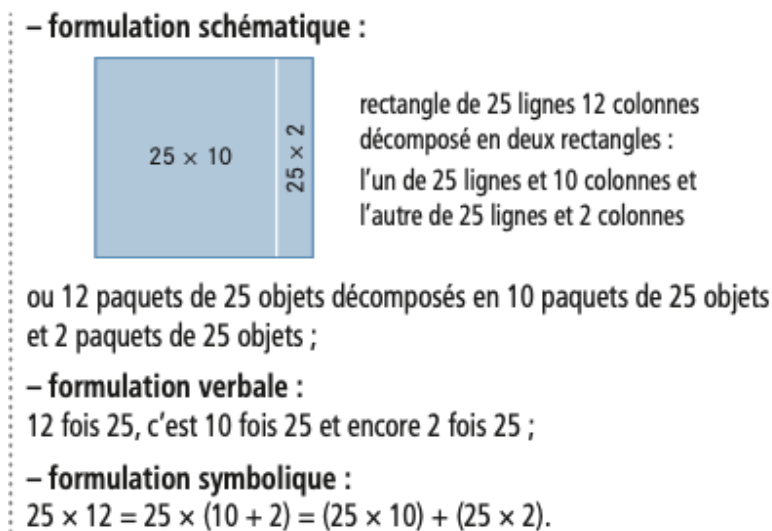 – formulation schématique :
25 × 10
25 × 2
rectangle de 25 lignes 12 colonnes
décomposé en deux rectangles :
l'un de 25 lignes et 10 colonnes et
l'autre de 25 lignes et 2 colonnes
ou 12 paquets de 25 objets décomposés en 10 paquets de 25 objets
et 2 paquets de 25 objets ;
– formulation verbale :
12 fois 25, c'est 10 fois 25 et encore 2 fois 25 ;
– formulation symbolique :
25 × 12 = 25 × (10 + 2) = (25 × 10) + (25 × 2).